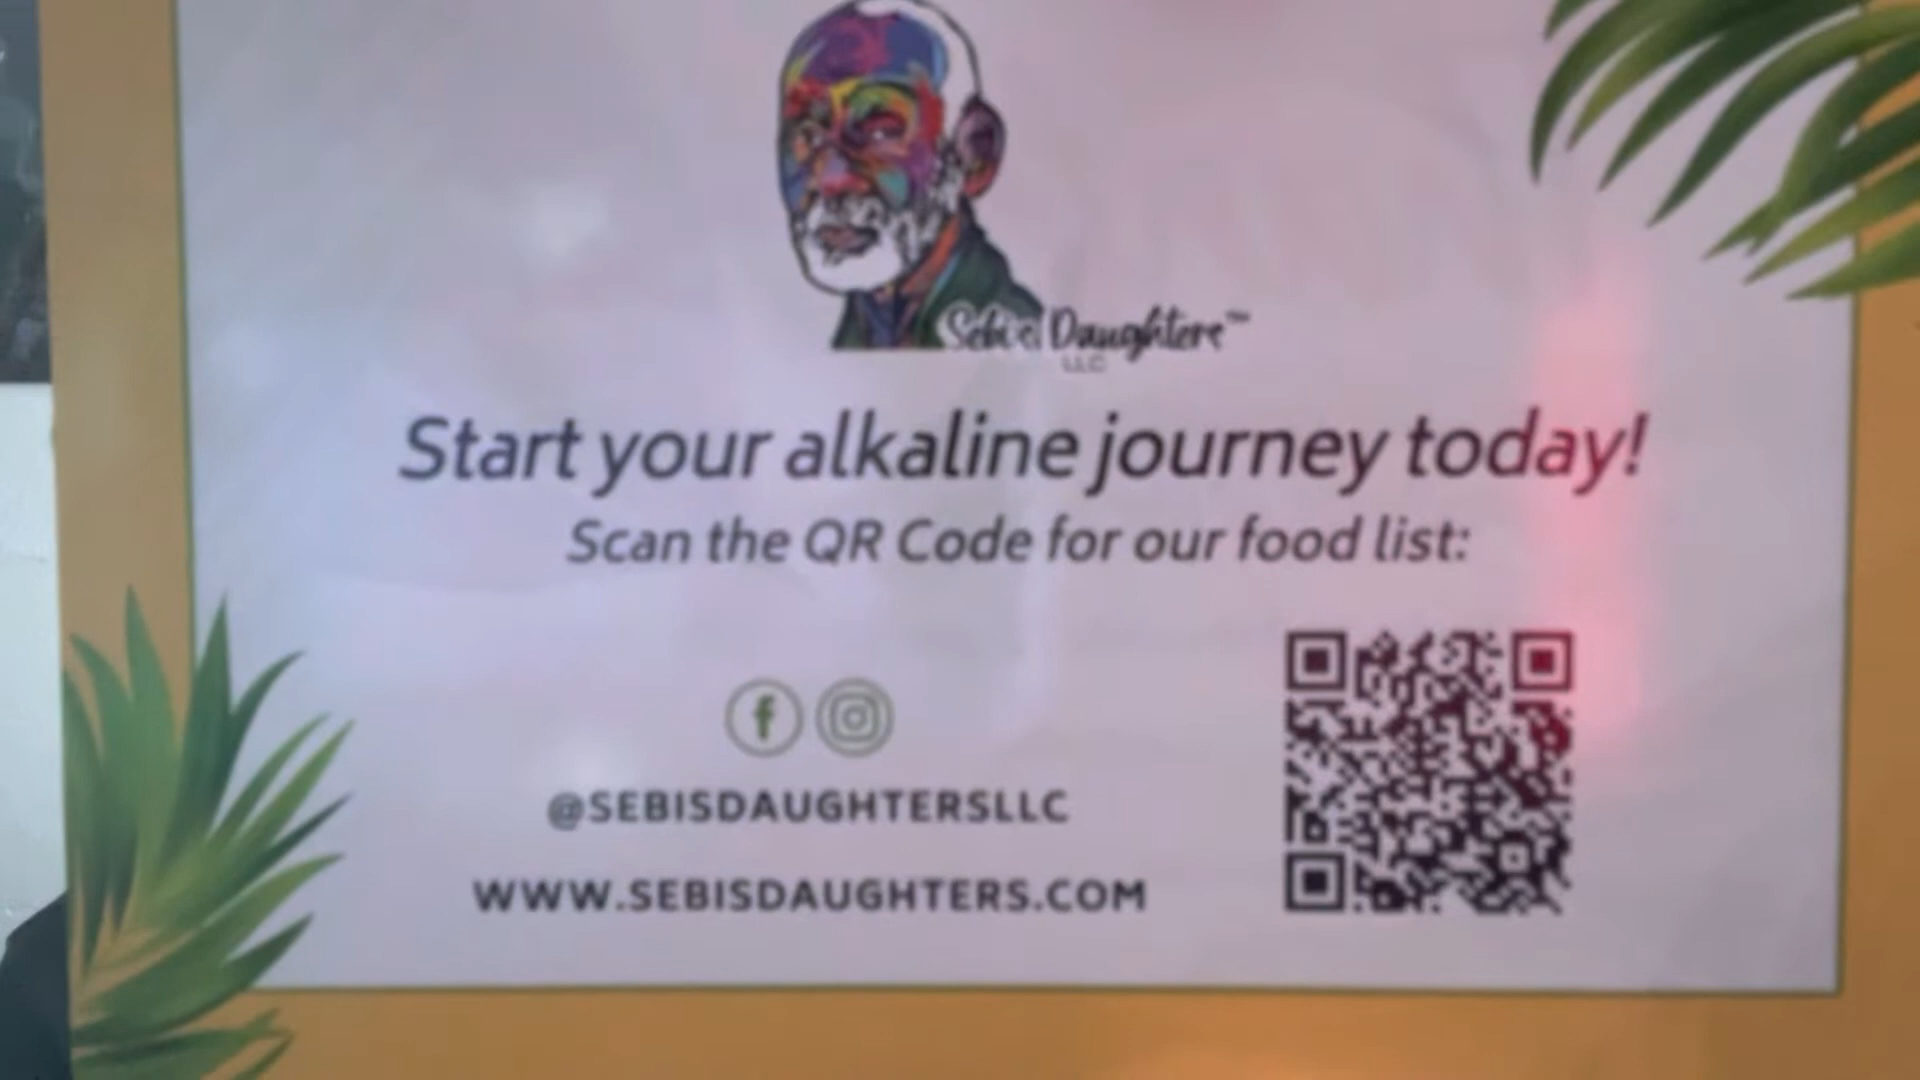 Sebi's Daughters™
LLC
Start your alkaline journey today!
Scan the QR Code for our food list:
@SEBISDAUGHTERSLLC
WWW.SEBISDAUGHTERS.COM